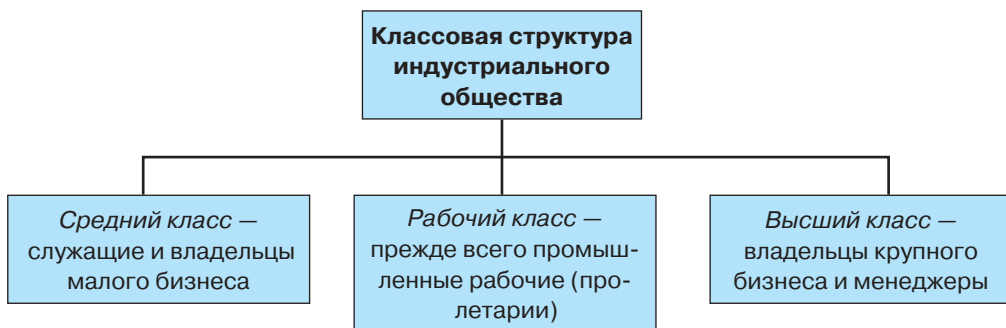 Классовая структура
индустриального
общества
Средний класс —
служащие и владельцы
малого бизнеса
Рабочий класс —
прежде всего промыш-
ленные рабочие (про-
летарии)
Высший класс —
владельцы крупного
бизнеса и менеджеры